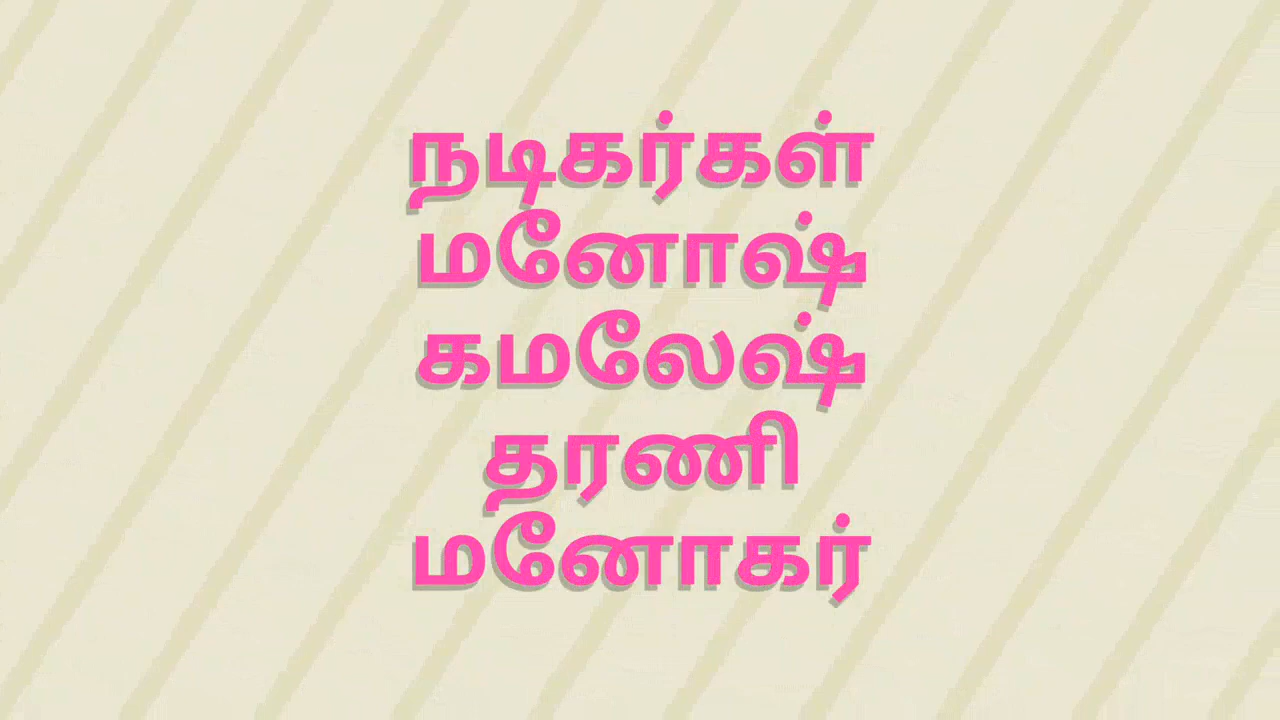 நடிகர்கள்
மனோஷ்
கமலேஷ்
தரணி
மனோகர்